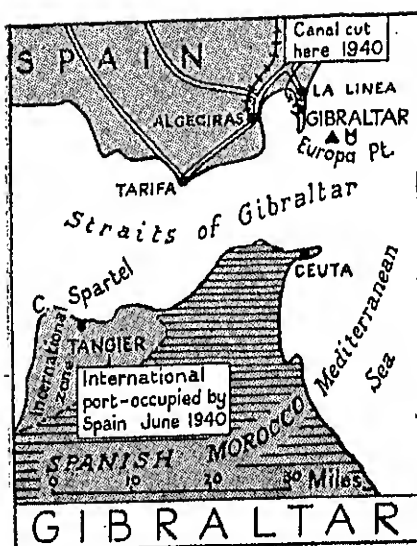 Canal cut
here 1940
SPAIN
LA LINEA
GIBRALTAR
ALGECIRAS
Europa Pt.
TARIFA
Straits of Gibraltar
CEUTA
C. Spartel
International
Zone
TANGIER
International
port-occupied by
Spain June 1940
Mediterranean
Sea
SPANISH MOROCCO
0 10 20 30 Miles
GIBRALTAR